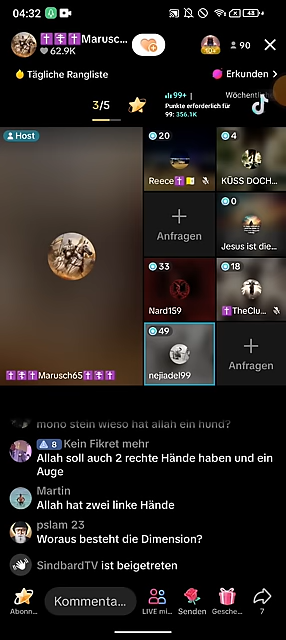 04:32
43
✝️✝️✝️Marusc...
62.9K
90
Tägliche Rangliste
Erkunden >
3/5
99+ |
Punkte erforderlich für
99: 356.1K
Wöchentli
Host
20
4
Reece✝️
KÜSS DOCH...
0
Anfragen
Jesus ist die...
33
18
Nard159
✝️TheClu...
49
✝️✝️✝️Marusch65✝️✝️✝️
nejiadel99
Anfragen
mono stein wieso hat allah ein hund?
8 Kein Fikret mehr
Allah soll auch 2 rechte Hände haben und ein
Auge
Martin
Allah hat zwei linke Hände
pslam 23
Woraus besteht die Dimension?
SindbardTV ist beigetreten
Kommenta...
Abonn...
LIVE mi...
Senden
Gesche...
7